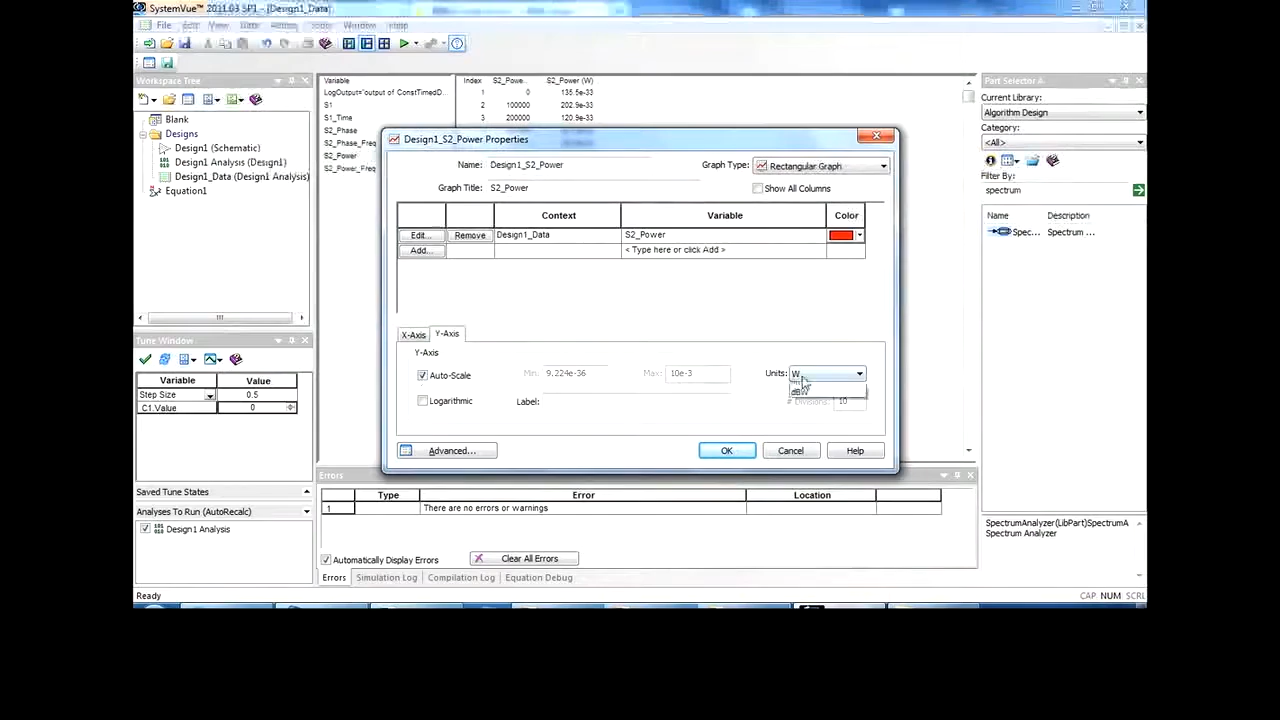 SystemVue™ 2011.03 SP1 - [Design1_Data]
File Edit View Tools Window Help
Workspace Tree
Blank
Designs
Design1 (Schematic)
Design1 Analysis (Design1)
Design1_Data (Design1 Analysis)
Equation1
Tune Window
Variable Value
Step Size 0.5
C1.Value 0
Saved Tune States
Analyses To Run (AutoRecalc)
Design1 Analysis
Variable
LogOutput="output of ConstTimedD...
S1
S1_Time
S2_Phase
S2_Phase_Freq
S2_Power
S2_Power_Freq
Index S2_Powe... S2_Power (W)
1 0 135.5e-33
2 100000 202.9e-33
3 200000 120.9e-33
Design1_S2_Power Properties
Name: Design1_S2_Power
Graph Type: Rectangular Graph
Graph Title: S2_Power
Show All Columns
Context Variable Color
Edit... Remove Design1_Data S2_Power
Add... < Type here or click Add >
X-Axis Y-Axis
Y-Axis
Auto-Scale Min: 9.224e-36 Max: 10e-3 Units: W
dBW
Logarithmic Label: # Divisions: 10
Advanced... OK Cancel Help
Errors
Type Error Location
1 There are no errors or warnings
Automatically Display Errors Clear All Errors
Errors Simulation Log Compilation Log Equation Debug
Part Selector A
Current Library:
Algorithm Design
Category:
<All>
Filter By:
spectrum
Name Description
Spec... Spectrum ...
SpectrumAnalyzer(LibPart)SpectrumA
Spectrum Analyzer
Ready
CAP NUM SCRL